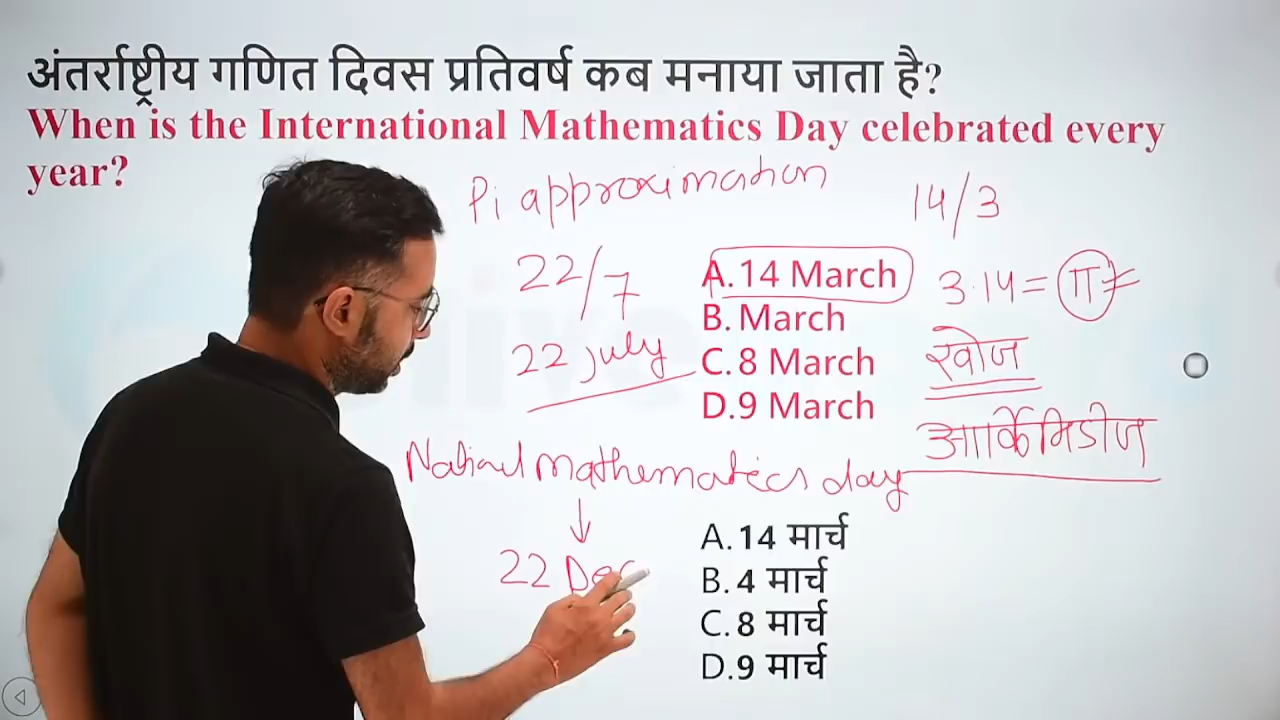 अंतर्राष्ट्रीय गणित दिवस प्रतिवर्ष कब मनाया जाता है?
When is the International Mathematics Day celebrated every
year?
Pi approximation
14/3
22/7
A. 14 March
3.14 = π
B. March
22 july
C. 8 March
खोज
D. 9 March
आर्केमिडीज
National mathematics day
22 Dec
A. 14 मार्च
B. 4 मार्च
C. 8 मार्च
D. 9 मार्च